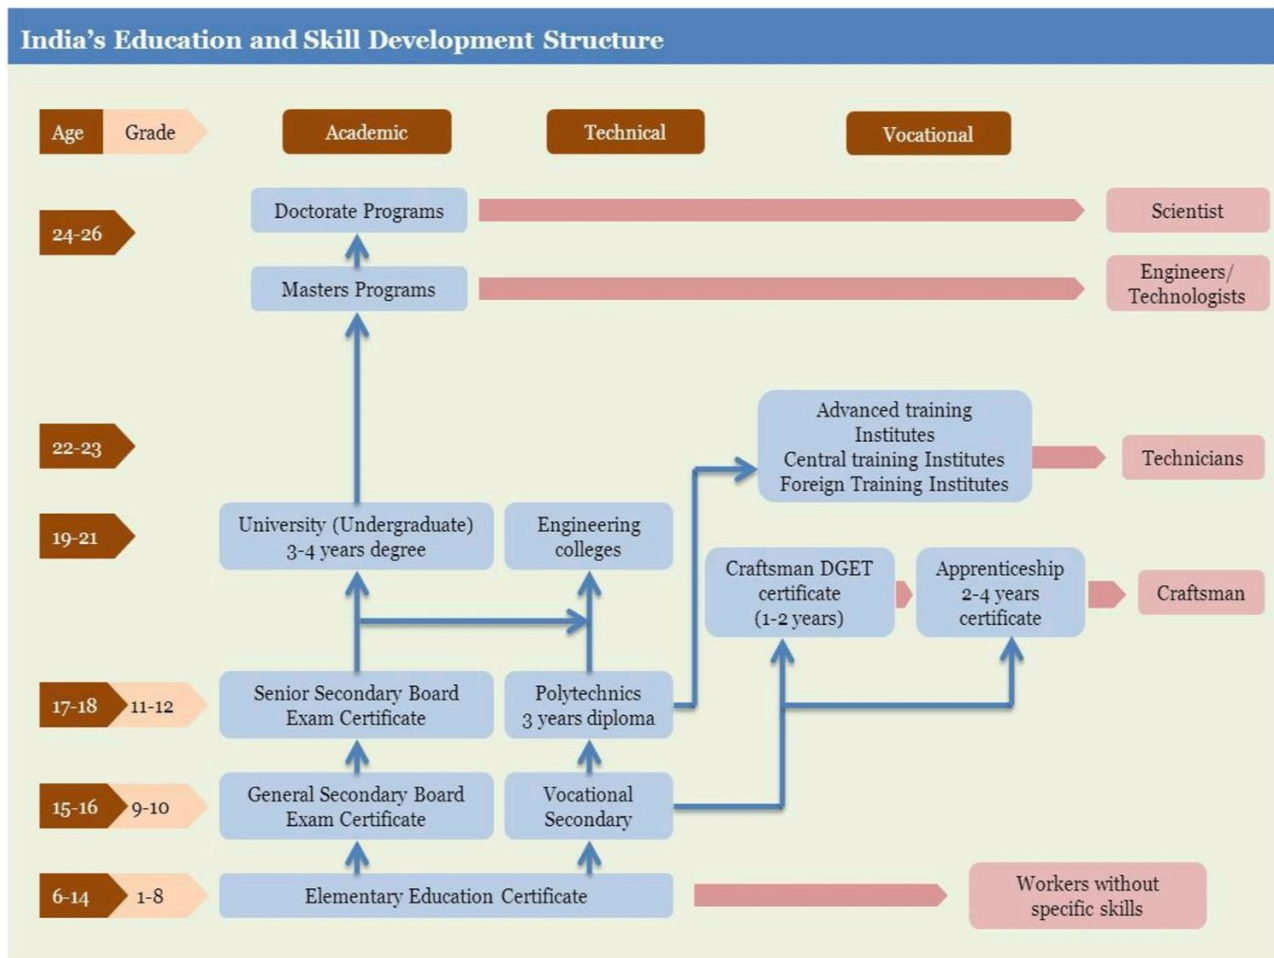 India's Education and Skill Development Structure
Age
Grade
Academic
Technical
Vocational
24-26
Doctorate Programs
Scientist
Masters Programs
Engineers/
Technologists
22-23
Advanced training
Institutes
Central training Institutes
Foreign Training Institutes
Technicians
19-21
University (Undergraduate)
3-4 years degree
Engineering
colleges
Craftsman DGET
certificate
(1-2 years)
Apprenticeship
2-4 years
certificate
Craftsman
17-18
11-12
Senior Secondary Board
Exam Certificate
Polytechnics
3 years diploma
15-16
9-10
General Secondary Board
Exam Certificate
Vocational
Secondary
6-14
1-8
Elementary Education Certificate
Workers without
specific skills